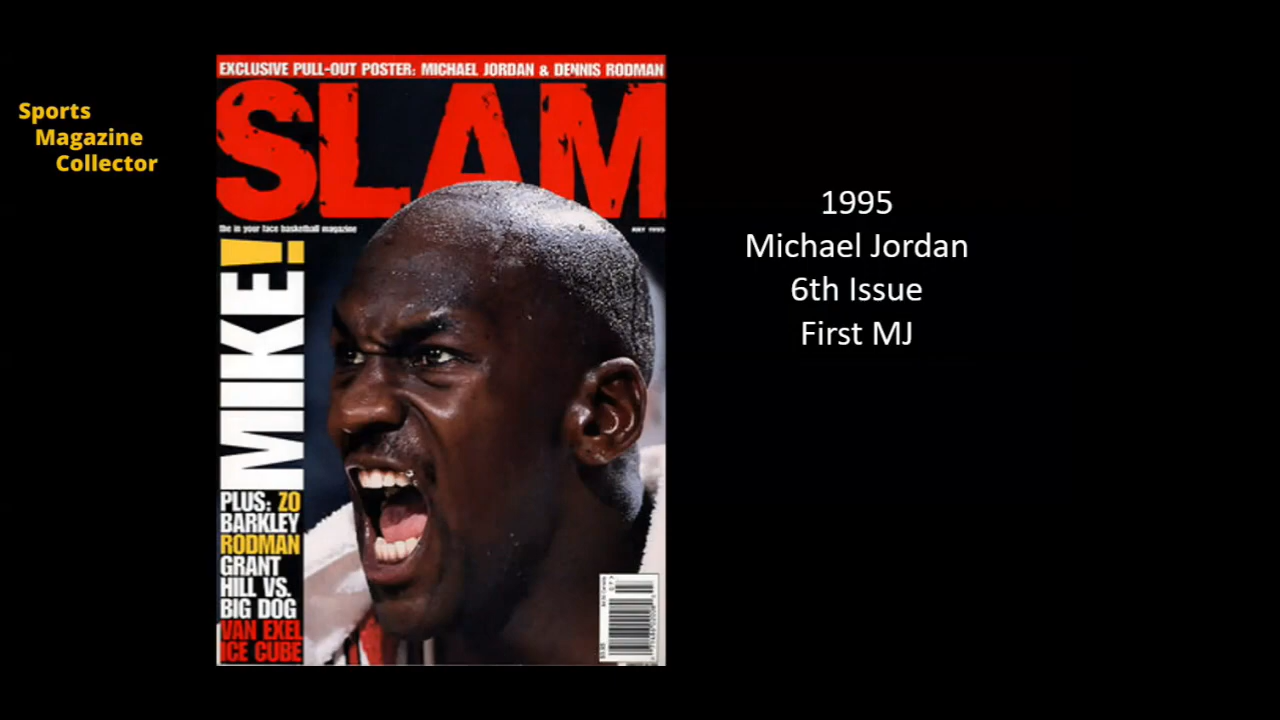 Sports
Magazine
Collector
EXCLUSIVE PULL-OUT POSTER: MICHAEL JORDAN & DENNIS RODMAN
SLAM
the in your face basketball magazine
JULY 1995
MIKE!
PLUS: ZO
BARKLEY
RODMAN
GRANT
HILL VS.
BIG DOG
VAN EXEL
ICE CUBE
1995
Michael Jordan
6th Issue
First MJ